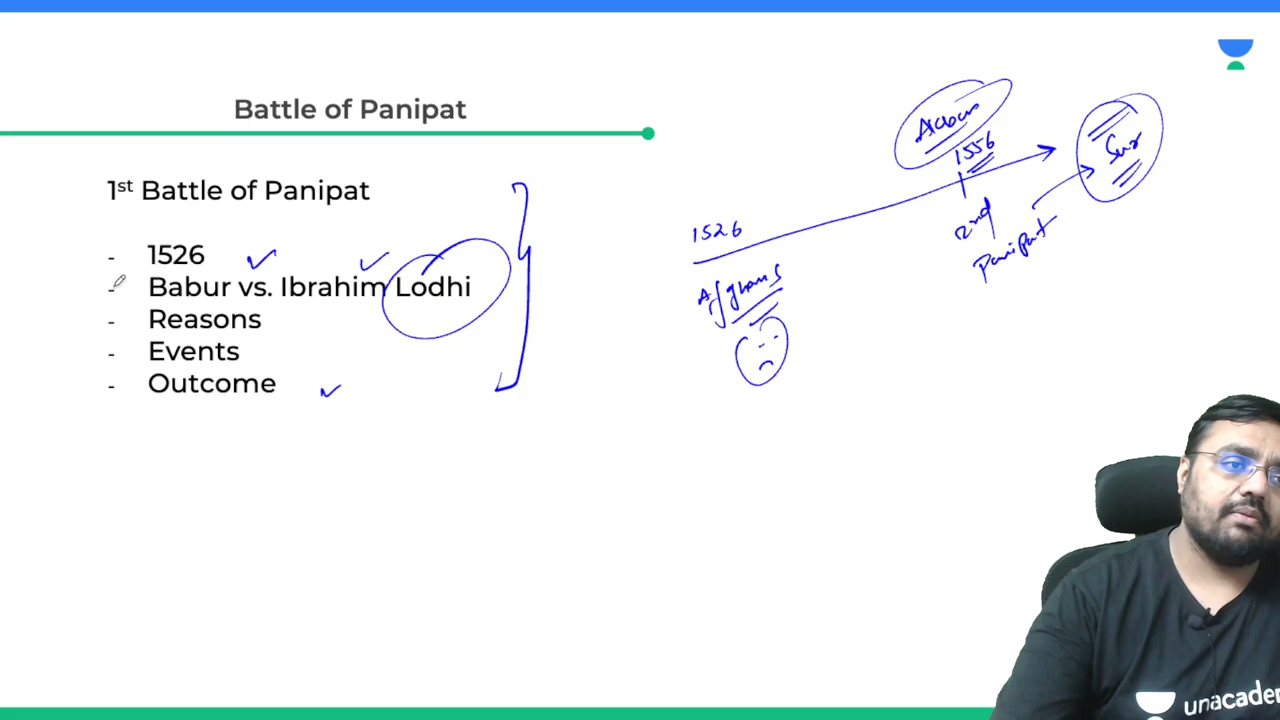 Battle of Panipat
1st Battle of Panipat
- 1526
- Babur vs. Ibrahim Lodhi
- Reasons
- Events
- Outcome
Akbar
1556
Sur
1526
2nd
Panipat
Afghans
unacadem